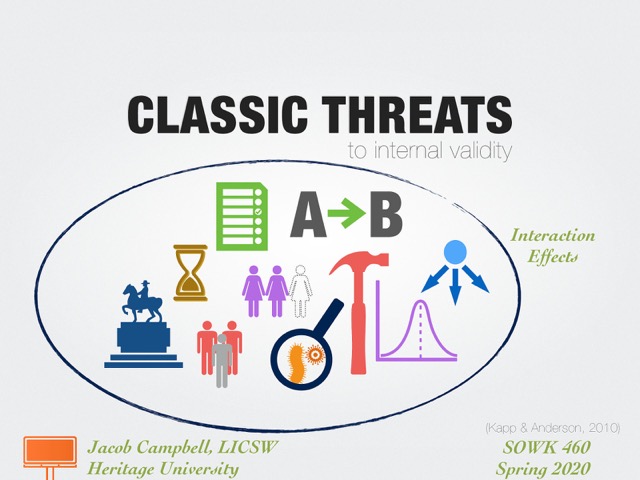 CLASSIC THREATS
to internal validity
A B
Interaction
Effects
(Kapp & Anderson, 2010)
Jacob Campbell, LICSW
Heritage University
SOWK 460
Spring 2020